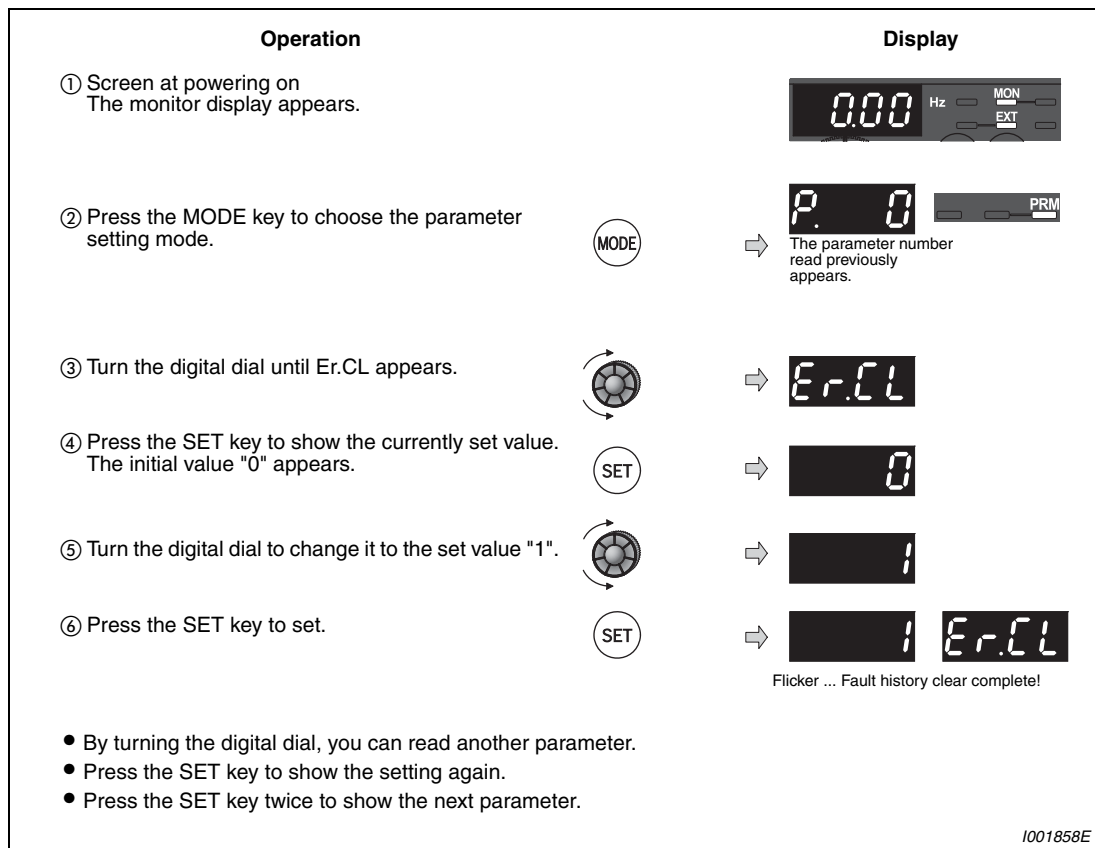 Operation
Display
① Screen at powering on
The monitor display appears.
0.00 Hz MON
EXT
② Press the MODE key to choose the parameter
setting mode.
MODE
P. 0 PRM
The parameter number
read previously
appears.
③ Turn the digital dial until Er.CL appears.
Er.CL
④ Press the SET key to show the currently set value.
The initial value "0" appears.
SET
0
⑤ Turn the digital dial to change it to the set value "1".
1
⑥ Press the SET key to set.
SET
1 Er.CL
Flicker ... Fault history clear complete!
● By turning the digital dial, you can read another parameter.
● Press the SET key to show the setting again.
● Press the SET key twice to show the next parameter.
I001858E